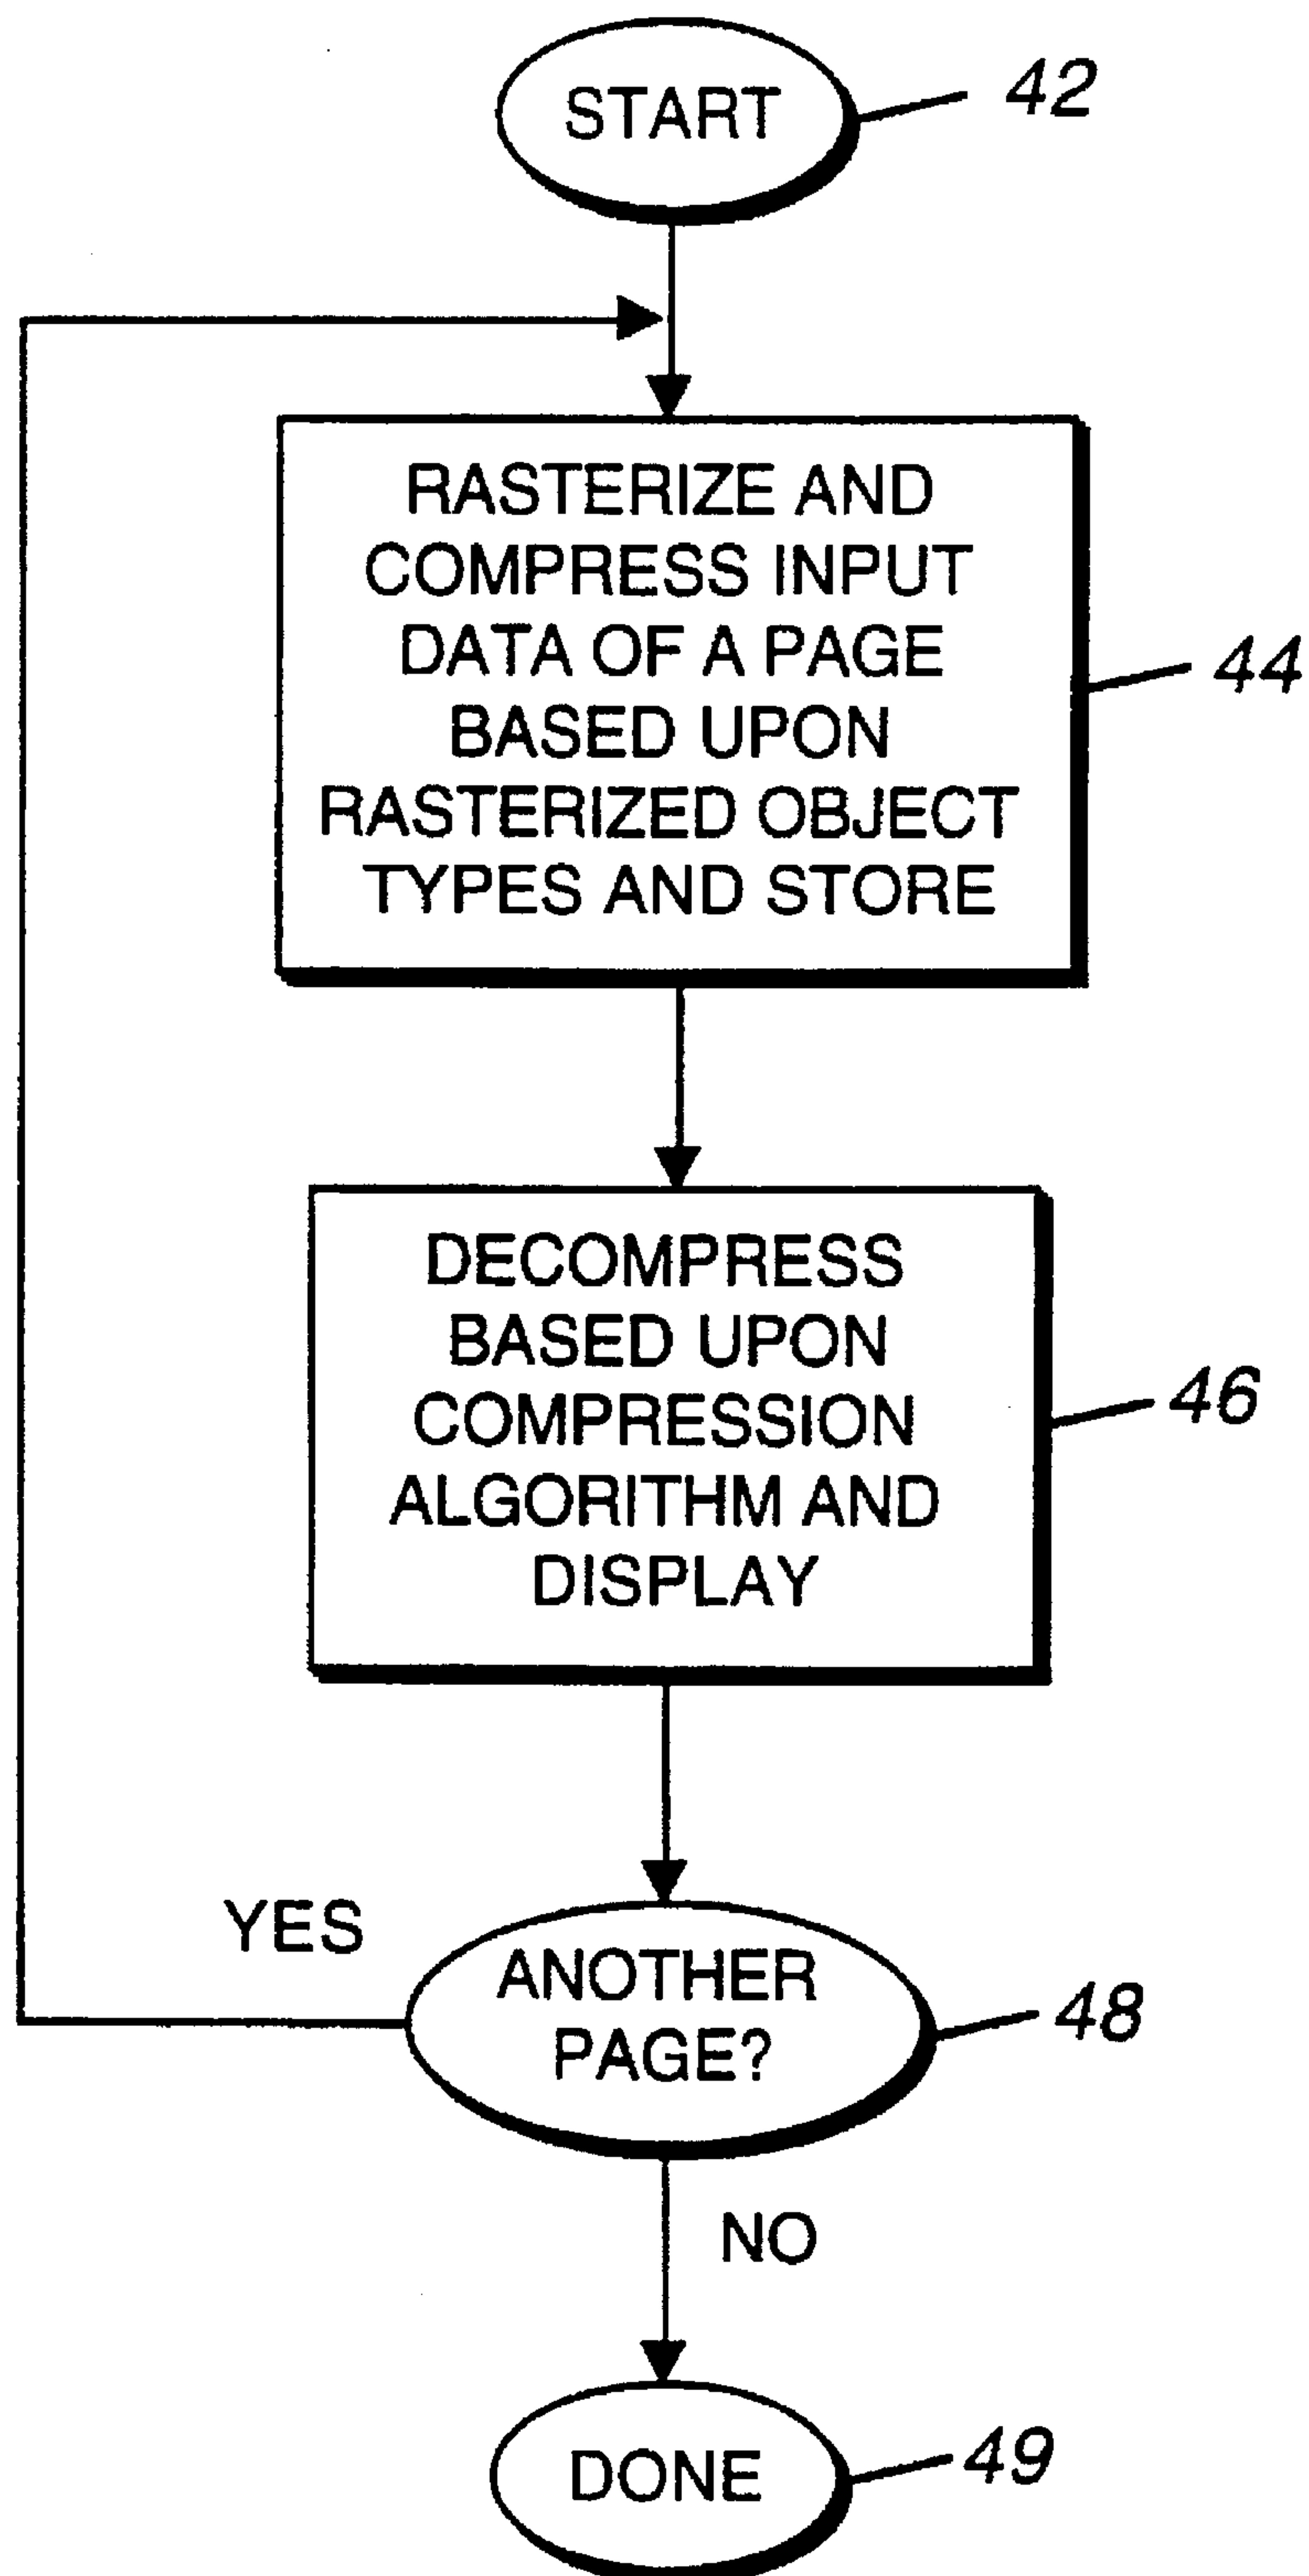 START
42
RASTERIZE AND
COMPRESS INPUT
DATA OF A PAGE
BASED UPON
RASTERIZED OBJECT
TYPES AND STORE
44
DECOMPRESS
BASED UPON
COMPRESSION
ALGORITHM AND
DISPLAY
46
YES
ANOTHER
PAGE?
48
NO
DONE
49